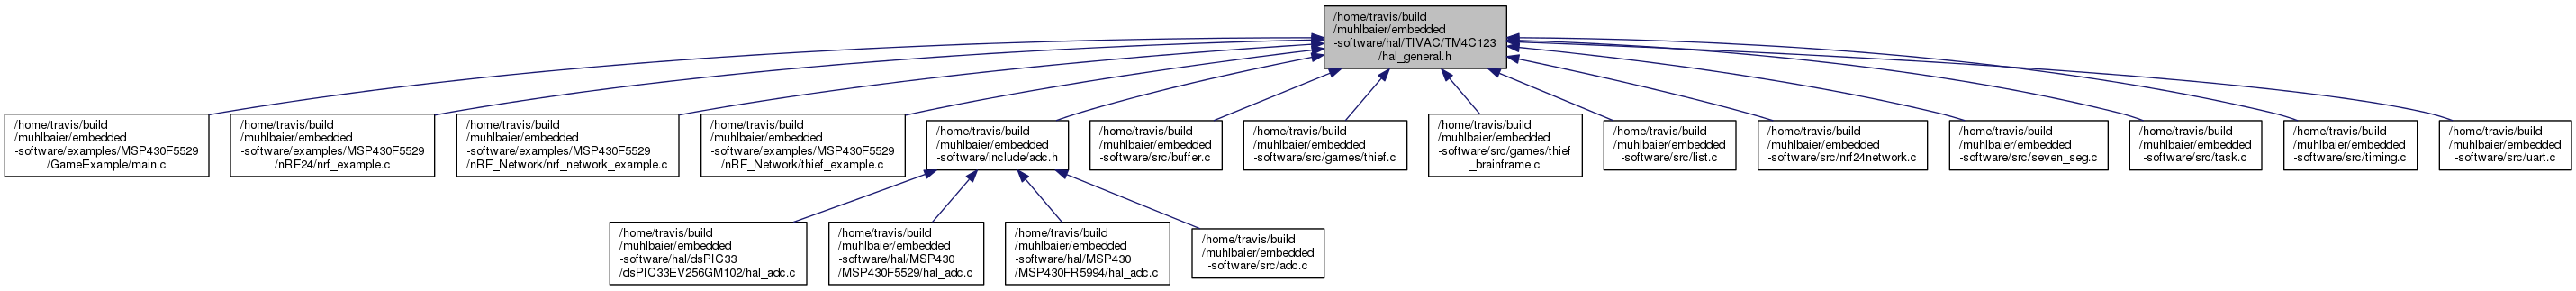 /home/travis/build
/muhlbaier/embedded
-software/hal/TIVAC/TM4C123
/hal_general.h
/home/travis/build
/muhlbaier/embedded
-software/examples/MSP430F5529
/GameExample/main.c
/home/travis/build
/muhlbaier/embedded
-software/examples/MSP430F5529
/nRF24/nrf_example.c
/home/travis/build
/muhlbaier/embedded
-software/examples/MSP430F5529
/nRF_Network/nrf_network_example.c
/home/travis/build
/muhlbaier/embedded
-software/examples/MSP430F5529
/nRF_Network/thief_example.c
/home/travis/build
/muhlbaier/embedded
-software/include/adc.h
/home/travis/build
/muhlbaier/embedded
-software/src/buffer.c
/home/travis/build
/muhlbaier/embedded
-software/src/games/thief.c
/home/travis/build
/muhlbaier/embedded
-software/src/games/thief
_brainframe.c
/home/travis/build
/muhlbaier/embedded
-software/src/list.c
/home/travis/build
/muhlbaier/embedded
-software/src/nrf24network.c
/home/travis/build
/muhlbaier/embedded
-software/src/seven_seg.c
/home/travis/build
/muhlbaier/embedded
-software/src/task.c
/home/travis/build
/muhlbaier/embedded
-software/src/timing.c
/home/travis/build
/muhlbaier/embedded
-software/src/uart.c
/home/travis/build
/muhlbaier/embedded
-software/hal/dsPIC33
/dsPIC33EV256GM102/hal_adc.c
/home/travis/build
/muhlbaier/embedded
-software/hal/MSP430
/MSP430F5529/hal_adc.c
/home/travis/build
/muhlbaier/embedded
-software/hal/MSP430
/MSP430FR5994/hal_adc.c
/home/travis/build
/muhlbaier/embedded
-software/src/adc.c